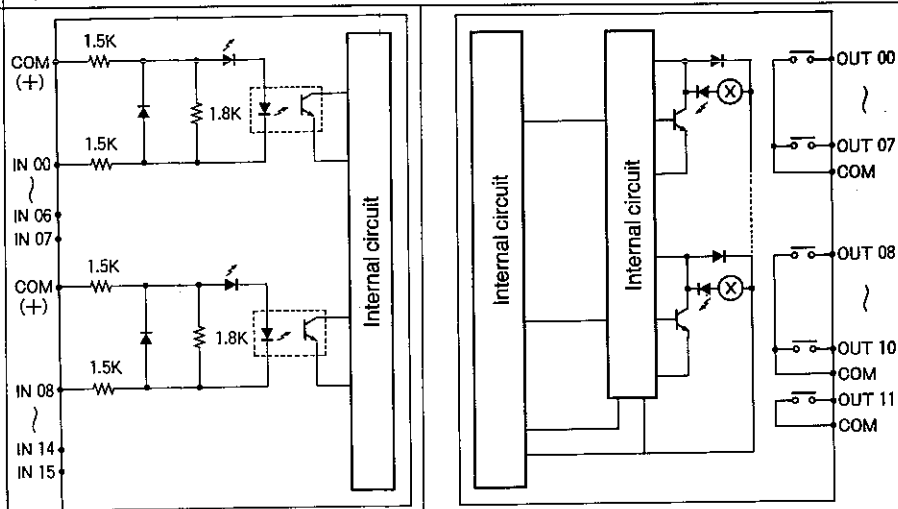 1.5K
COM
(+)
1.8K
1.5K
IN 00
IN 06
IN 07
1.5K
COM
(+)
1.8K
1.5K
IN 08
IN 14
IN 15
Internal circuit
Internal circuit
Internal circuit
X
X
OUT 00
OUT 07
COM
OUT 08
OUT 10
COM
OUT 11
COM